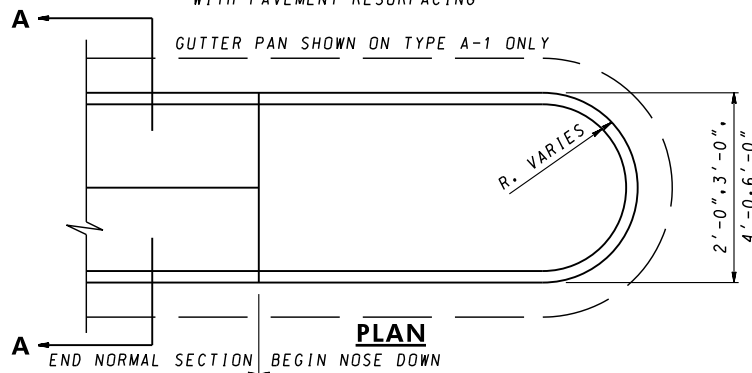 WITH PAVEMENT RESURFACING
A
GUTTER PAN SHOWN ON TYPE A-1 ONLY
R. VARIES
2'-0", 3'-0",
4'-0, 6'-0"
PLAN
A
END NORMAL SECTION
BEGIN NOSE DOWN